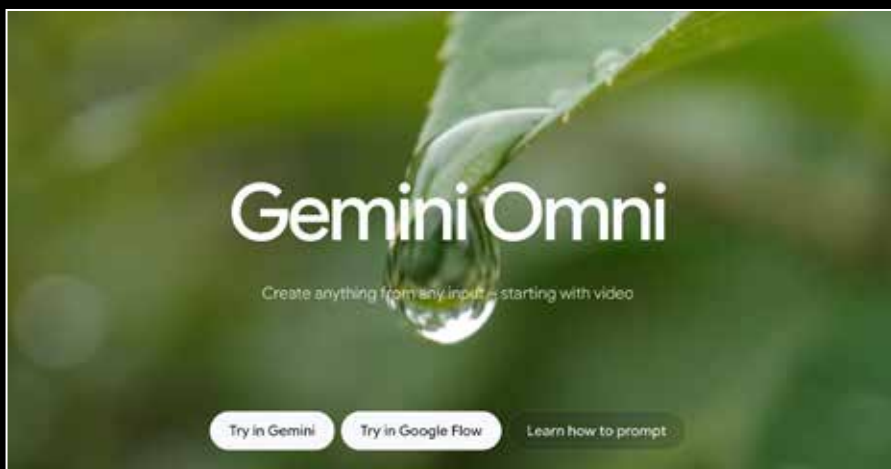 Gemini Omni
Create anything from any input – starting with video
Try in Gemini
Try in Google Flow
Learn how to prompt